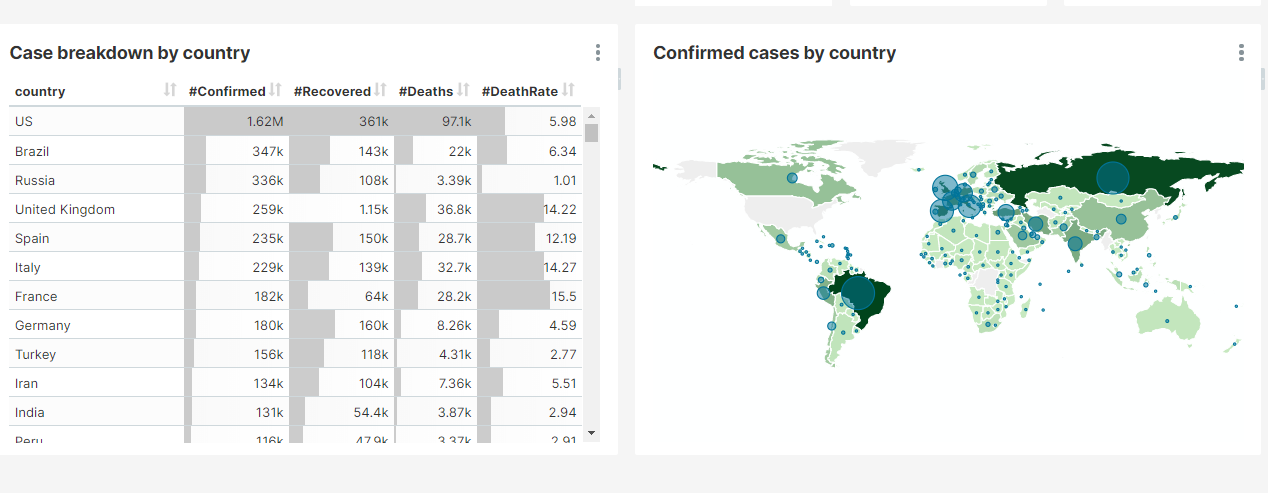 Case breakdown by country
country #Confirmed #Recovered #Deaths #DeathRate
US 1.62M 361k 97.1k 5.98
Brazil 347k 143k 22k 6.34
Russia 336k 108k 3.39k 1.01
United Kingdom 259k 1.15k 36.8k 14.22
Spain 235k 150k 28.7k 12.19
Italy 229k 139k 32.7k 14.27
France 182k 64k 28.2k 15.5
Germany 180k 160k 8.26k 4.59
Turkey 156k 118k 4.31k 2.77
Iran 134k 104k 7.36k 5.51
India 131k 54.4k 3.87k 2.94
Peru 116k 47.9k 3.37k 2.91
Confirmed cases by country